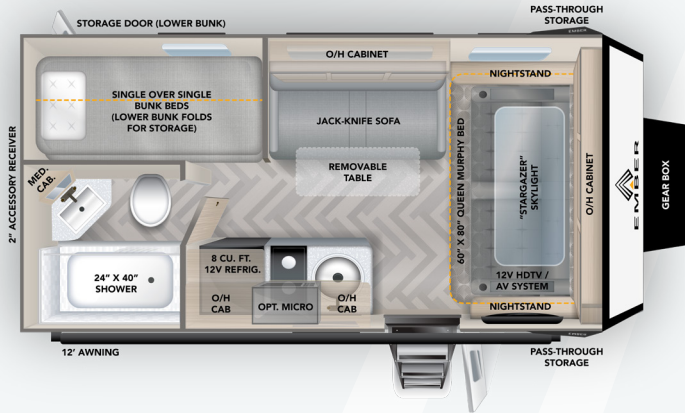 STORAGE DOOR (LOWER BUNK)
PASS-THROUGH
STORAGE
EMBER
O/H CABINET
NIGHTSTAND
SINGLE OVER SINGLE
BUNK BEDS
(LOWER BUNK FOLDS
FOR STORAGE)
JACK-KNIFE SOFA
REMOVABLE
TABLE
60" X 80" QUEEN MURPHY BED
"STARGAZER"
SKYLIGHT
O/H CABINET
EMBER
GEAR BOX
2" ACCESSORY RECEIVER
MED.
CAB.
8 CU. FT.
12V REFRIG.
24" X 40"
SHOWER
O/H
CAB
OPT. MICRO
O/H
CAB
12V HDTV /
AV SYSTEM
NIGHTSTAND
EMBER
12' AWNING
PASS-THROUGH
STORAGE